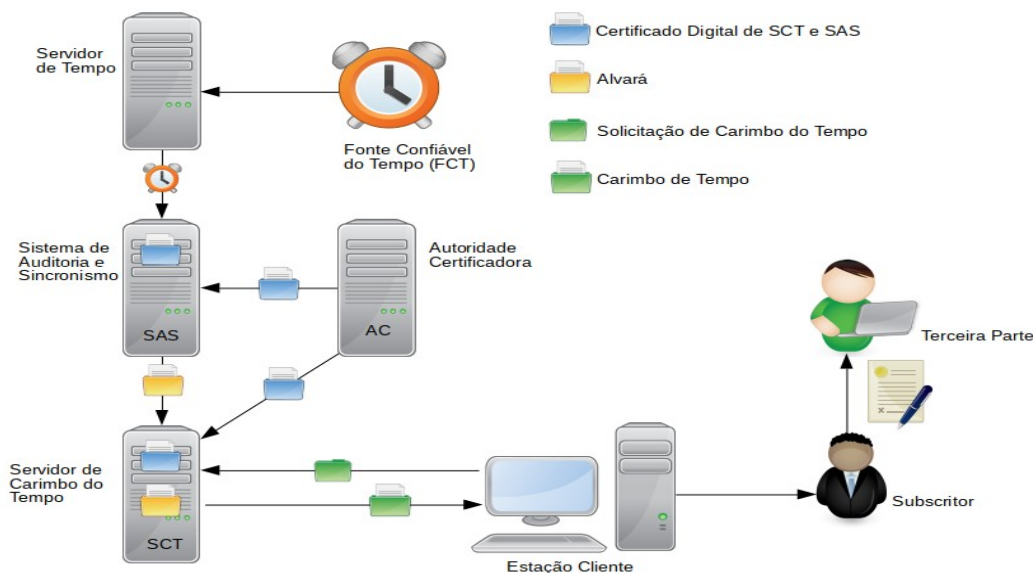 Servidor
de Tempo
Fonte Confiável
do Tempo (FCT)
Certificado Digital de SCT e SAS
Alvará
Solicitação de Carimbo do Tempo
Carimbo de Tempo
Sistema de
Auditoria e
Sincronismo
SAS
Autoridade
Certificadora
AC
Terceira Parte
Servidor de
Carimbo do
Tempo
SCT
Estação Cliente
Subscritor